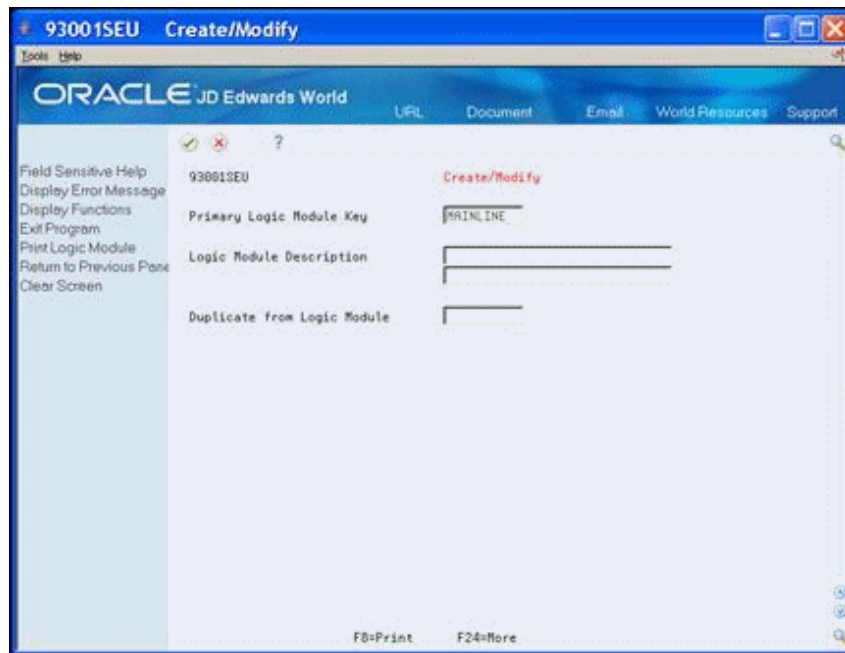 93001SEU Create/Modify
Tools Help
ORACLE JD Edwards World
URL Document Email World Resources Support
?
Field Sensitive Help
Display Error Message
Display Functions
Exit Program
Print Logic Module
Return to Previous Pane
Clear Screen
93001SEU Create/Modify
Primary Logic Module Key MAINLINE
Logic Module Description
Duplicate from Logic Module
F8=Print F24=More